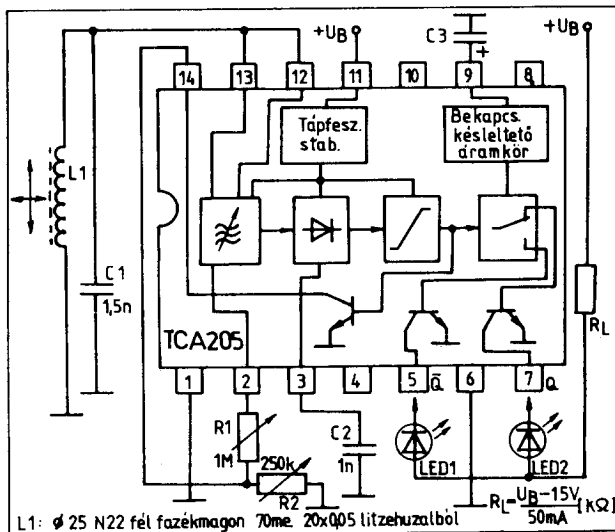 +UB
C3
+
+UB
14
13
12
11
10
9
8
Tápfesz.
stab.
Bekapcs.
késleltető
áramkör
L1
C1
1,5n
RL
TCA205
1
2
3
4
5
Q̅
6
7
Q
R1
1M
C2
1n
250k
R2
LED1
LED2
RL=UB-15V/50mA [kΩ]
L1: ϕ 25 N22 fél fazékmagon 70me. 20x0,05 litzehuzalból